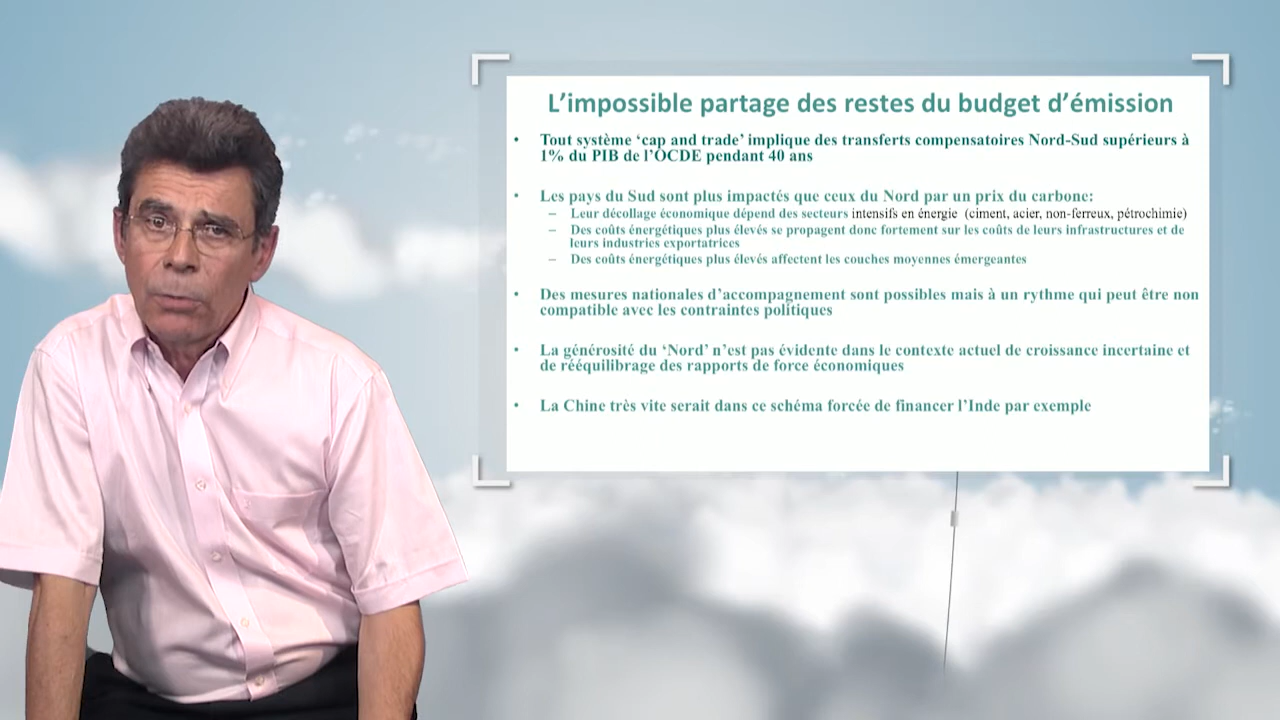 L’impossible partage des restes du budget d’émission
• Tout système ‘cap and trade’ implique des transferts compensatoires Nord-Sud supérieurs à
1% du PIB de l’OCDE pendant 40 ans
• Les pays du Sud sont plus impactés que ceux du Nord par un prix du carbone:
– Leur décollage économique dépend des secteurs intensifs en énergie (ciment, acier, non-ferreux, pétrochimie)
– Des coûts énergétiques plus élevés se propagent donc fortement sur les coûts de leurs infrastructures et de
leurs industries exportatrices
– Des coûts énergétiques plus élevés affectent les couches moyennes émergeantes
• Des mesures nationales d’accompagnement sont possibles mais à un rythme qui peut être non
compatible avec les contraintes politiques
• La générosité du ‘Nord’ n’est pas évidente dans le contexte actuel de croissance incertaine et
de rééquilibrage des rapports de force économiques
• La Chine très vite serait dans ce schéma forcée de financer l’Inde par exemple